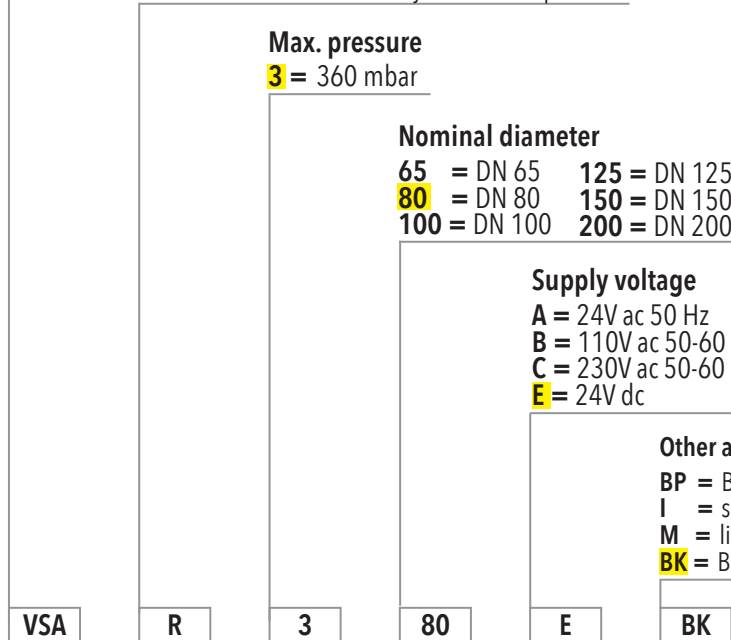 Max. pressure
3 = 360 mbar
Nominal diameter
65 = DN 65 125 = DN 125
80 = DN 80 150 = DN 150
100 = DN 100 200 = DN 200
Supply voltage
A = 24V ac 50 Hz
B = 110V ac 50-60
C = 230V ac 50-60
E = 24V dc
Other
BP =
I =
M =
BK =
VSA R 3 80 E BK